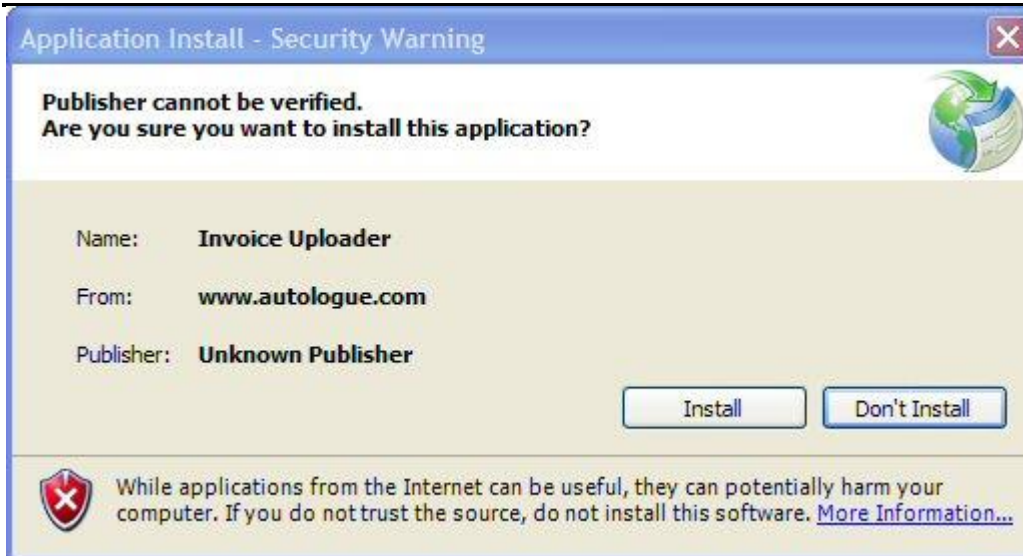 Application Install - Security Warning
Publisher cannot be verified.
Are you sure you want to install this application?
Name: Invoice Uploader
From: www.autologue.com
Publisher: Unknown Publisher
Install Don't Install
While applications from the Internet can be useful, they can potentially harm your
computer. If you do not trust the source, do not install this software. More Information...